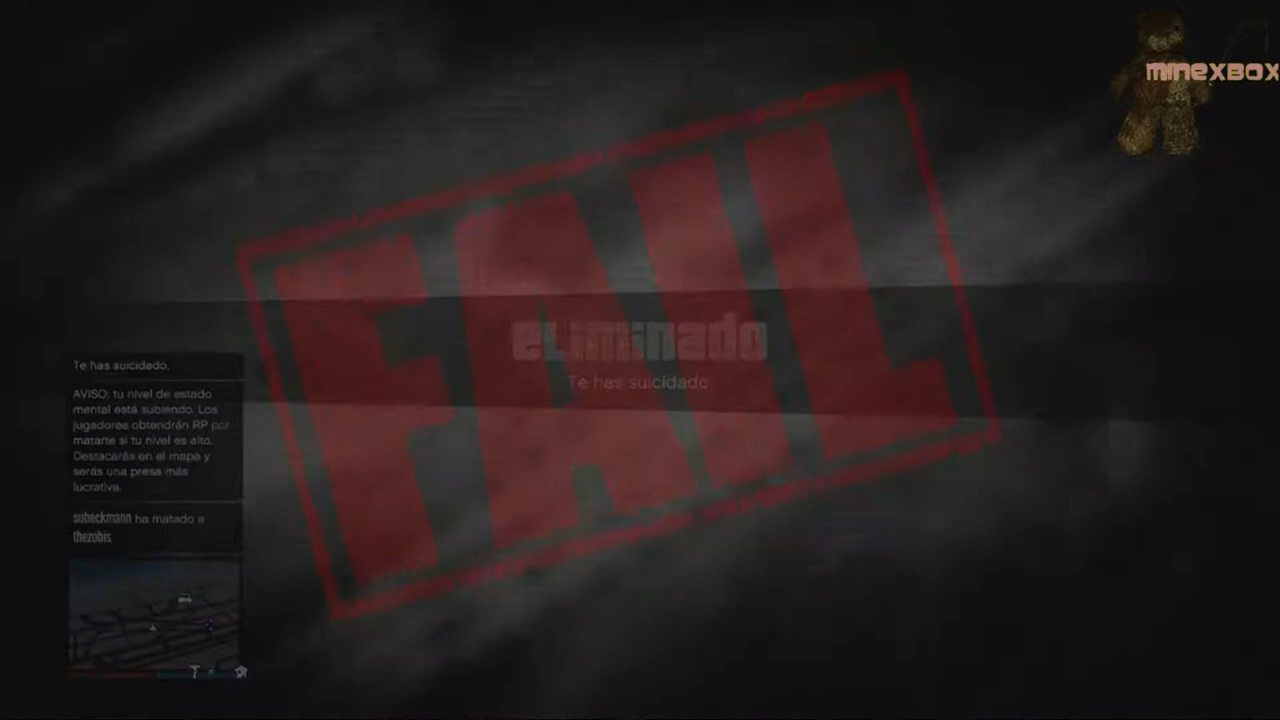 MINEXBOX
FAIL
eliminado
Te has suicidado
Te has suicidado.
AVISO: tu nivel de estado
mental está subiendo. Los
jugadores obtendrán RP por
matarte si tu nivel es alto.
Destacarás en el mapa y
serás una presa más
lucrativa.
subeckmann ha matado a
thezobis